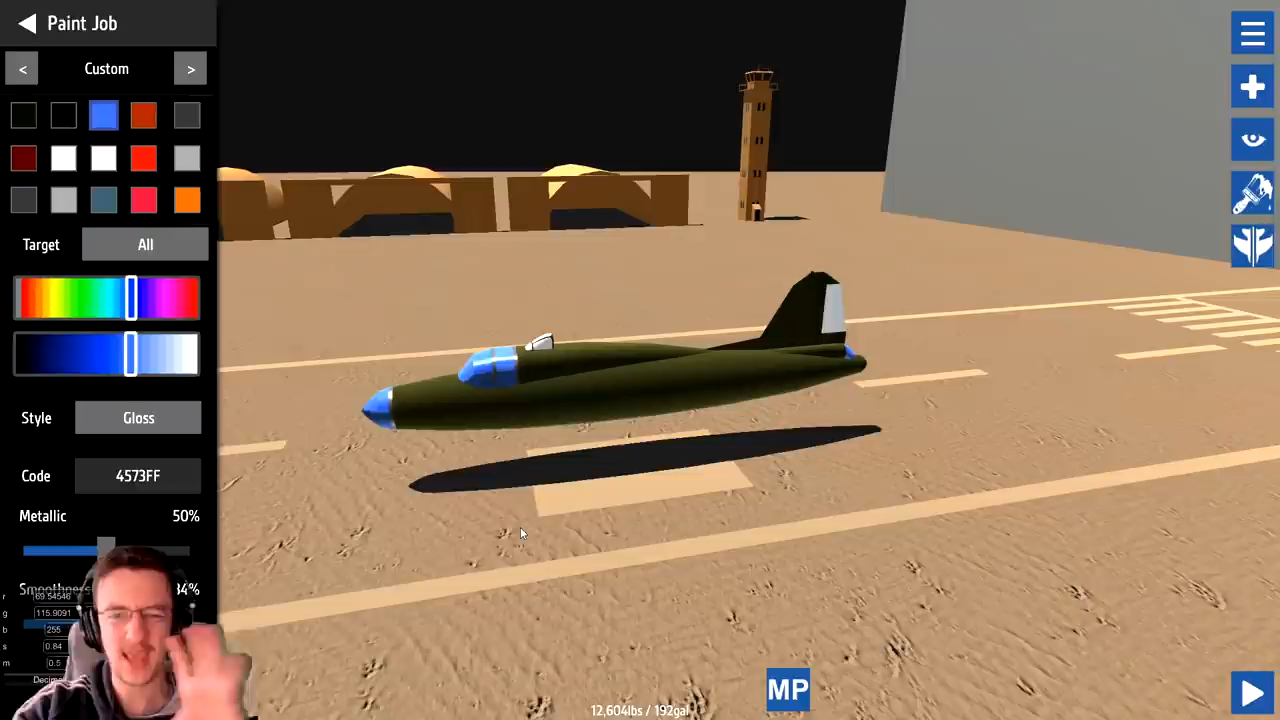 Paint Job
< Custom >
Target All
Style Gloss
Code 4573FF
Metallic 50%
Smoothness 84%
r 69.54546
g 115.9091
b 255
s 0.84
m 0.5
MP
12,604lbs / 192gal